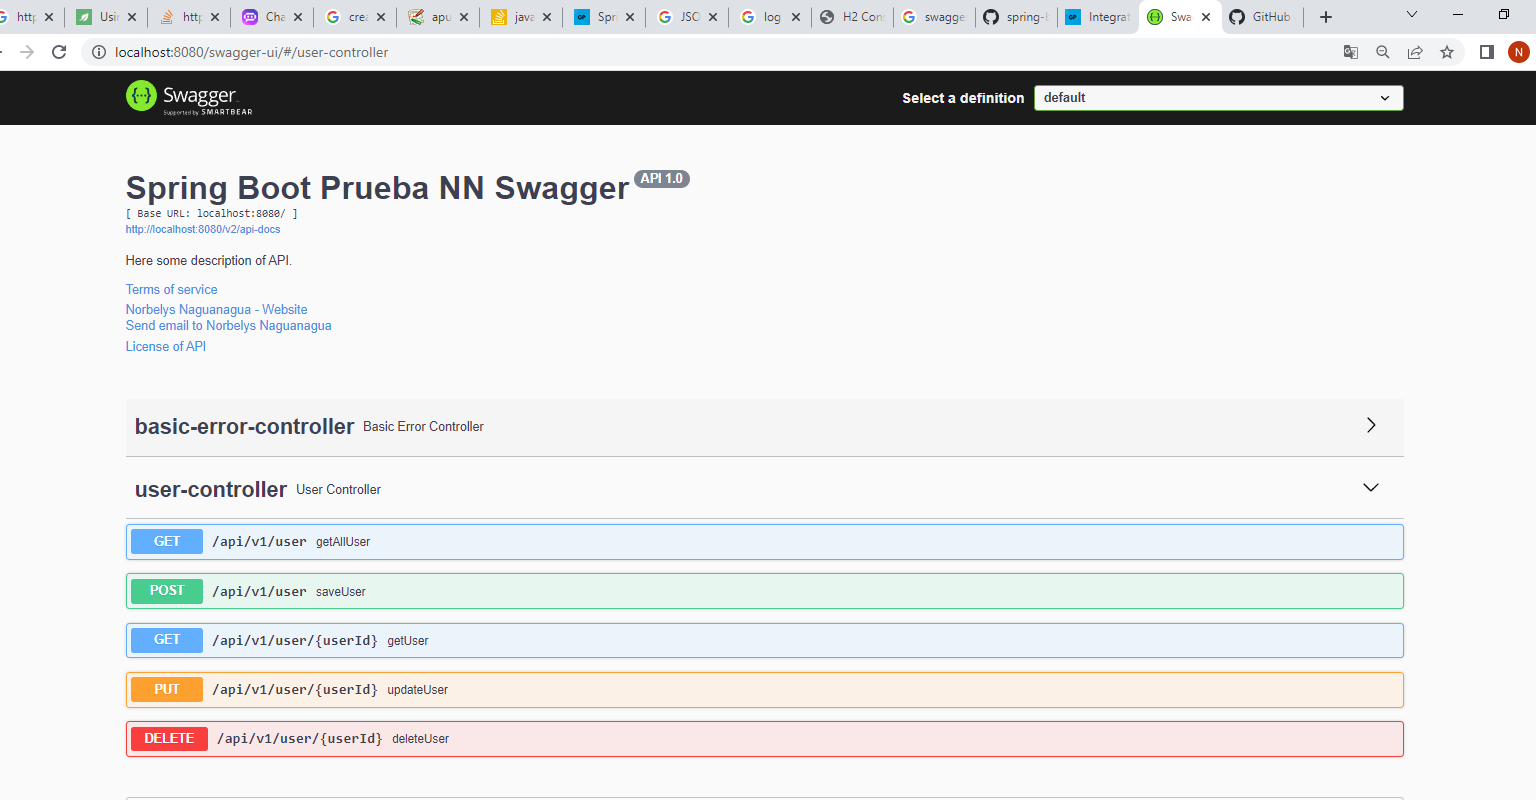 http
Usin
http
Cha
crea
apu
java
Spri
JSO
log
H2 Con
swagge
spring-b
Integrat
Swa
GitHub
localhost:8080/swagger-ui/#/user-controller
N
Swagger
Supported by SMARTBEAR
Select a definition
default
Spring Boot Prueba NN Swagger API 1.0
[ Base URL: localhost:8080/ ]
http://localhost:8080/v2/api-docs
Here some description of API.
Terms of service
Norbelys Naguanagua - Website
Send email to Norbelys Naguanagua
License of API
basic-error-controller Basic Error Controller
user-controller User Controller
GET /api/v1/user getAllUser
POST /api/v1/user saveUser
GET /api/v1/user/{userId} getUser
PUT /api/v1/user/{userId} updateUser
DELETE /api/v1/user/{userId} deleteUser